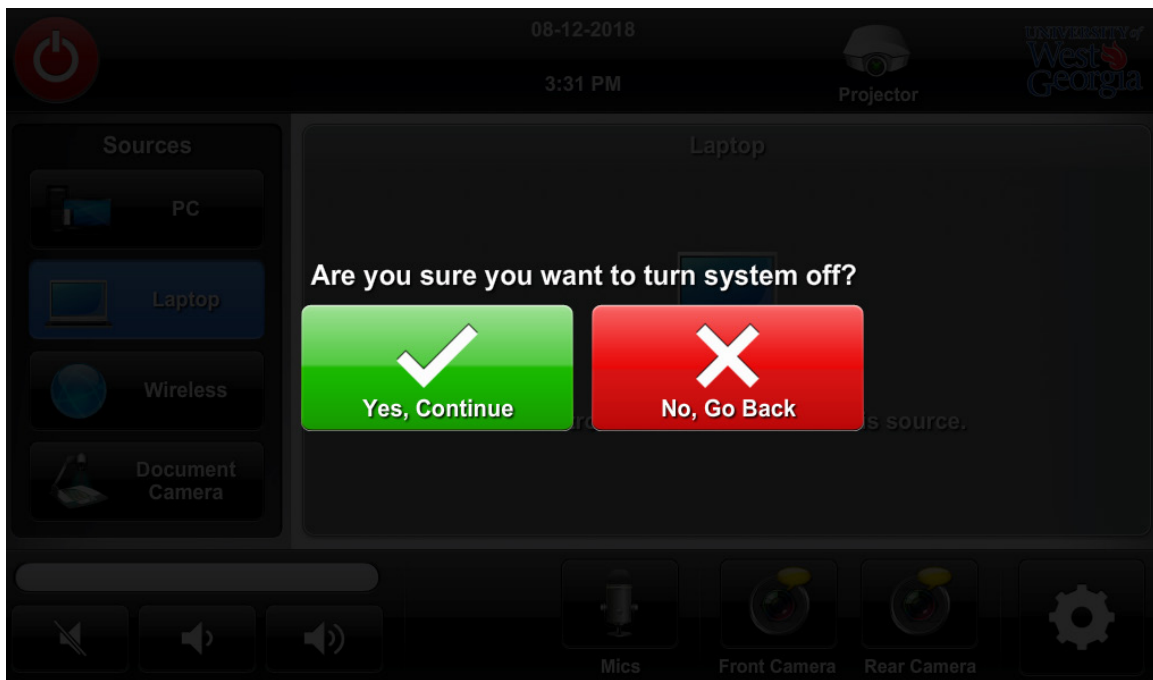 08-12-2018
3:31 PM
Projector
UNIVERSITY of
West
Georgia
Sources
PC
Laptop
Wireless
Document
Camera
Laptop
Are you sure you want to turn system off?
Yes, Continue
No, Go Back
source.
Mics
Front Camera
Rear Camera